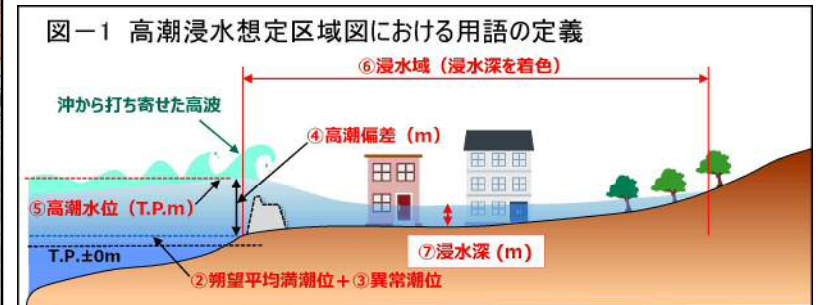 図－1 高潮浸水想定区域図における用語の定義
⑥浸水域（浸水深を着色）
沖から打ち寄せた高波
④高潮偏差（m）
⑤高潮水位（T.P.m）
⑦浸水深 (m)
T.P.±0m
②朔望平均満潮位＋③異常潮位